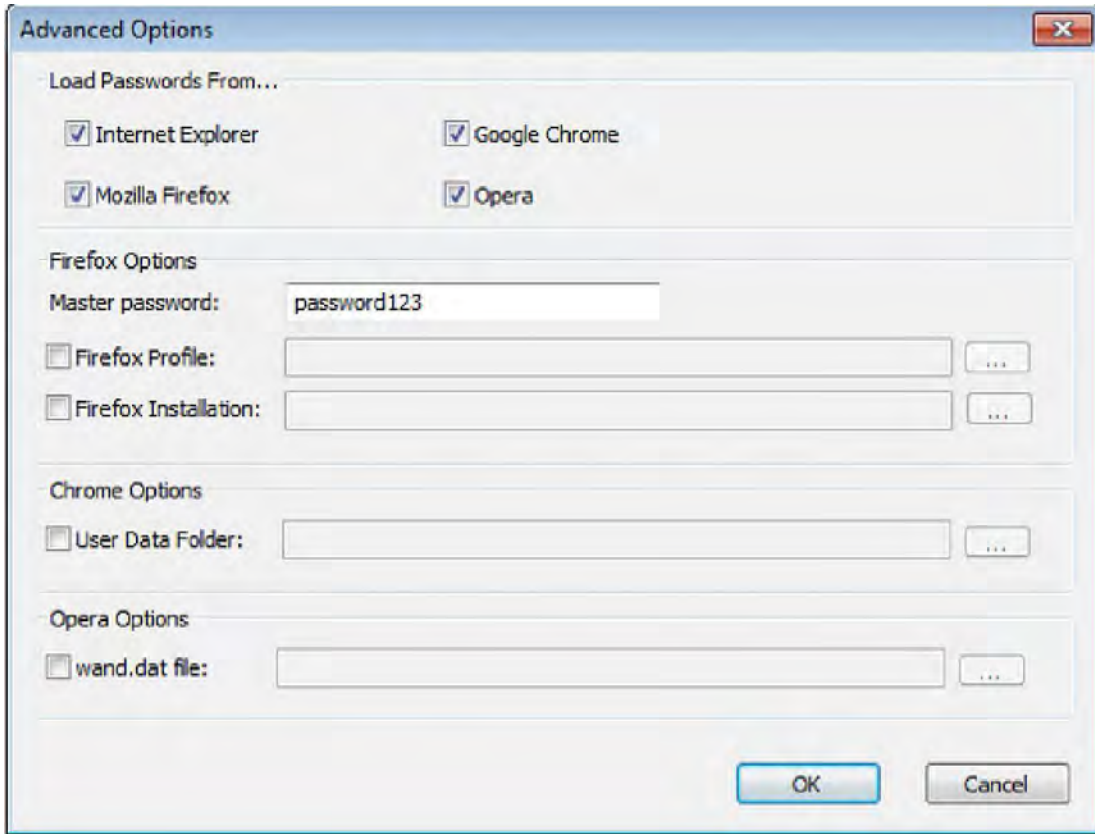 Advanced Options
Load Passwords From...
Internet Explorer Google Chrome
Mozilla Firefox Opera
Firefox Options
Master password: password123
Firefox Profile: ...
Firefox Installation: ...
Chrome Options
User Data Folder: ...
Opera Options
wand.dat file: ...
OK Cancel